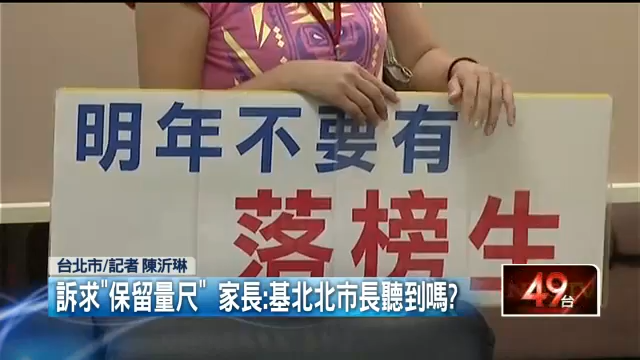 明年不要有
落榜生
台北市/記者 陳沂琳
訴求"保留量尺" 家長:基北北市長聽到嗎?
49台